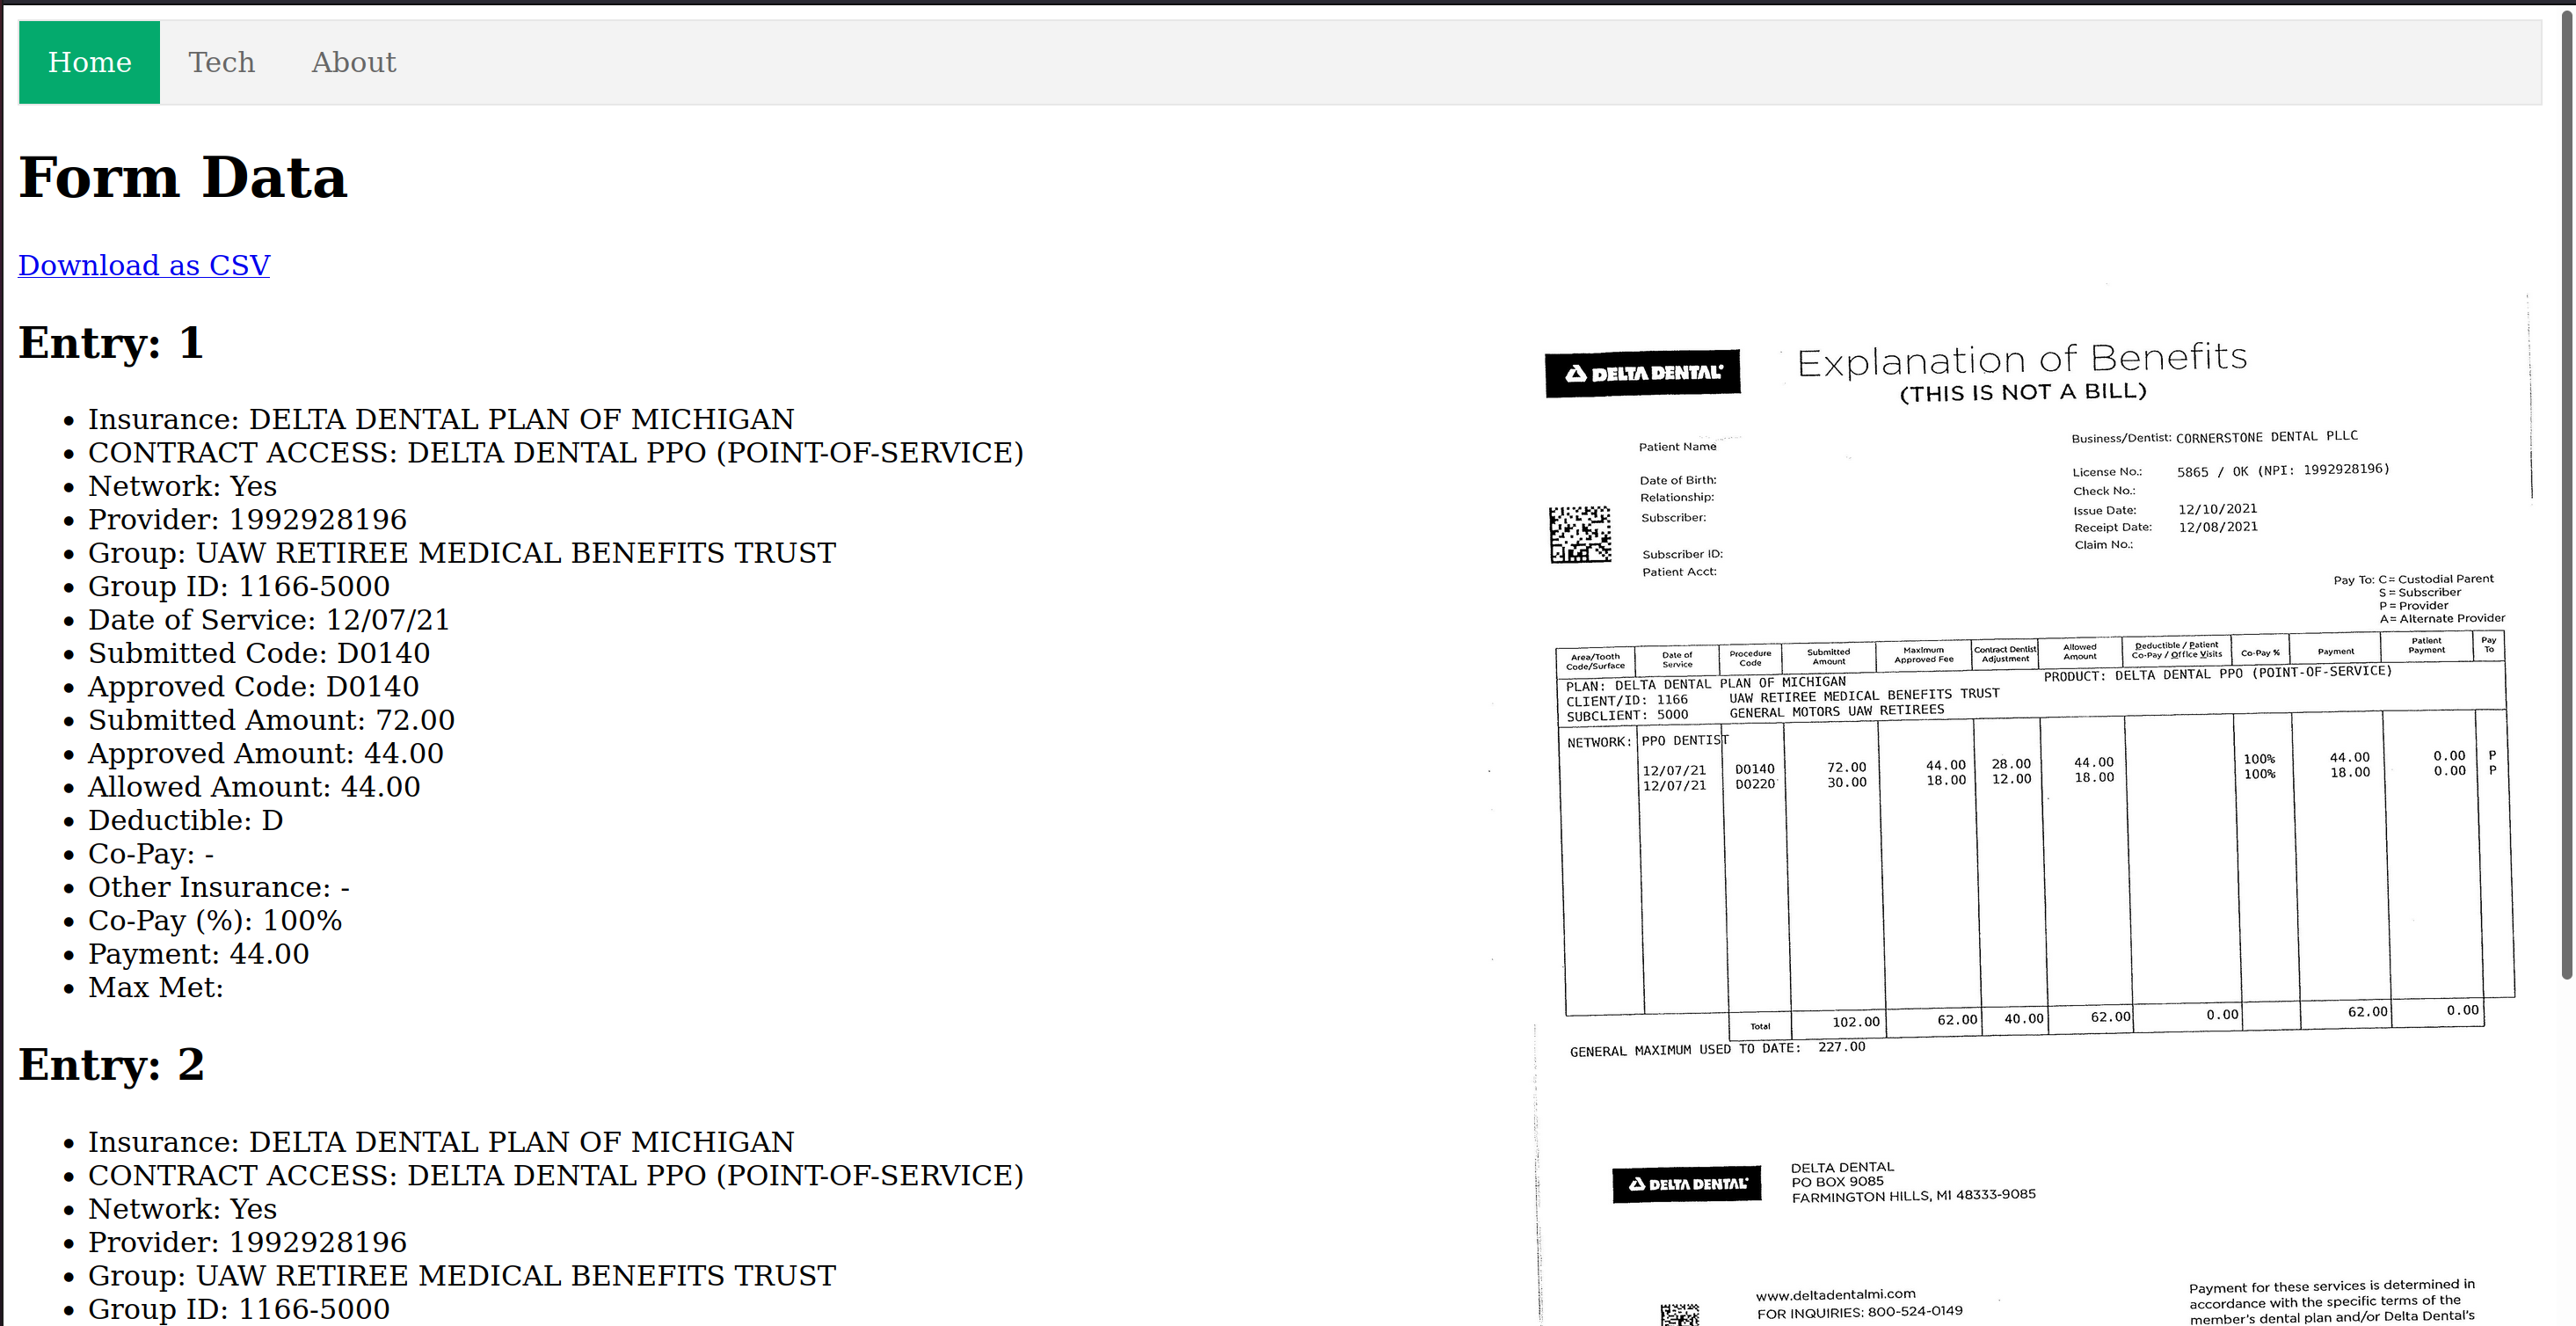 Home Tech About
Form Data
Download as CSV
Entry: 1
• Insurance: DELTA DENTAL PLAN OF MICHIGAN
• CONTRACT ACCESS: DELTA DENTAL PPO (POINT-OF-SERVICE)
• Network: Yes
• Provider: 1992928196
• Group: UAW RETIREE MEDICAL BENEFITS TRUST
• Group ID: 1166-5000
• Date of Service: 12/07/21
• Submitted Code: D0140
• Approved Code: D0140
• Submitted Amount: 72.00
• Approved Amount: 44.00
• Allowed Amount: 44.00
• Deductible: D
• Co-Pay: -
• Other Insurance: -
• Co-Pay (%): 100%
• Payment: 44.00
• Max Met:
Entry: 2
• Insurance: DELTA DENTAL PLAN OF MICHIGAN
• CONTRACT ACCESS: DELTA DENTAL PPO (POINT-OF-SERVICE)
• Network: Yes
• Provider: 1992928196
• Group: UAW RETIREE MEDICAL BENEFITS TRUST
• Group ID: 1166-5000
DELTA DENTAL
Explanation of Benefits
(THIS IS NOT A BILL)
Patient Name
Date of Birth:
Relationship:
Subscriber:
Subscriber ID:
Patient Acct:
Business/Dentist: CORNERSTONE DENTAL PLLC
License No.: 5865 / OK (NPI: 1992928196)
Check No.:
Issue Date: 12/10/2021
Receipt Date: 12/08/2021
Claim No.:
Pay To: C = Custodial Parent
S = Subscriber
P = Provider
A = Alternate Provider
Area/Tooth Code/Surface Date of Service Procedure Code Submitted Amount Maximum Approved Fee Contract Dentist Adjustment Allowed Amount Deductible / Patient Co-Pay / Office Visits Co-Pay % Payment Patient Payment Pay To
PLAN: DELTA DENTAL PLAN OF MICHIGAN PRODUCT: DELTA DENTAL PPO (POINT-OF-SERVICE)
CLIENT/ID: 1166 UAW RETIREE MEDICAL BENEFITS TRUST
SUBCLIENT: 5000 GENERAL MOTORS UAW RETIREES
NETWORK: PPO DENTIST
12/07/21 D0140 72.00 44.00 28.00 44.00 100% 44.00 0.00 P
12/07/21 D0220 30.00 18.00 12.00 18.00 100% 18.00 0.00 P
Total 102.00 62.00 40.00 62.00 0.00 62.00 0.00
GENERAL MAXIMUM USED TO DATE: 227.00
DELTA DENTAL
DELTA DENTAL
PO BOX 9085
FARMINGTON HILLS, MI 48333-9085
www.deltadentalmi.com
FOR INQUIRIES: 800-524-0149
Payment for these services is determined in
accordance with the specific terms of the
member's dental plan and/or Delta Dental's